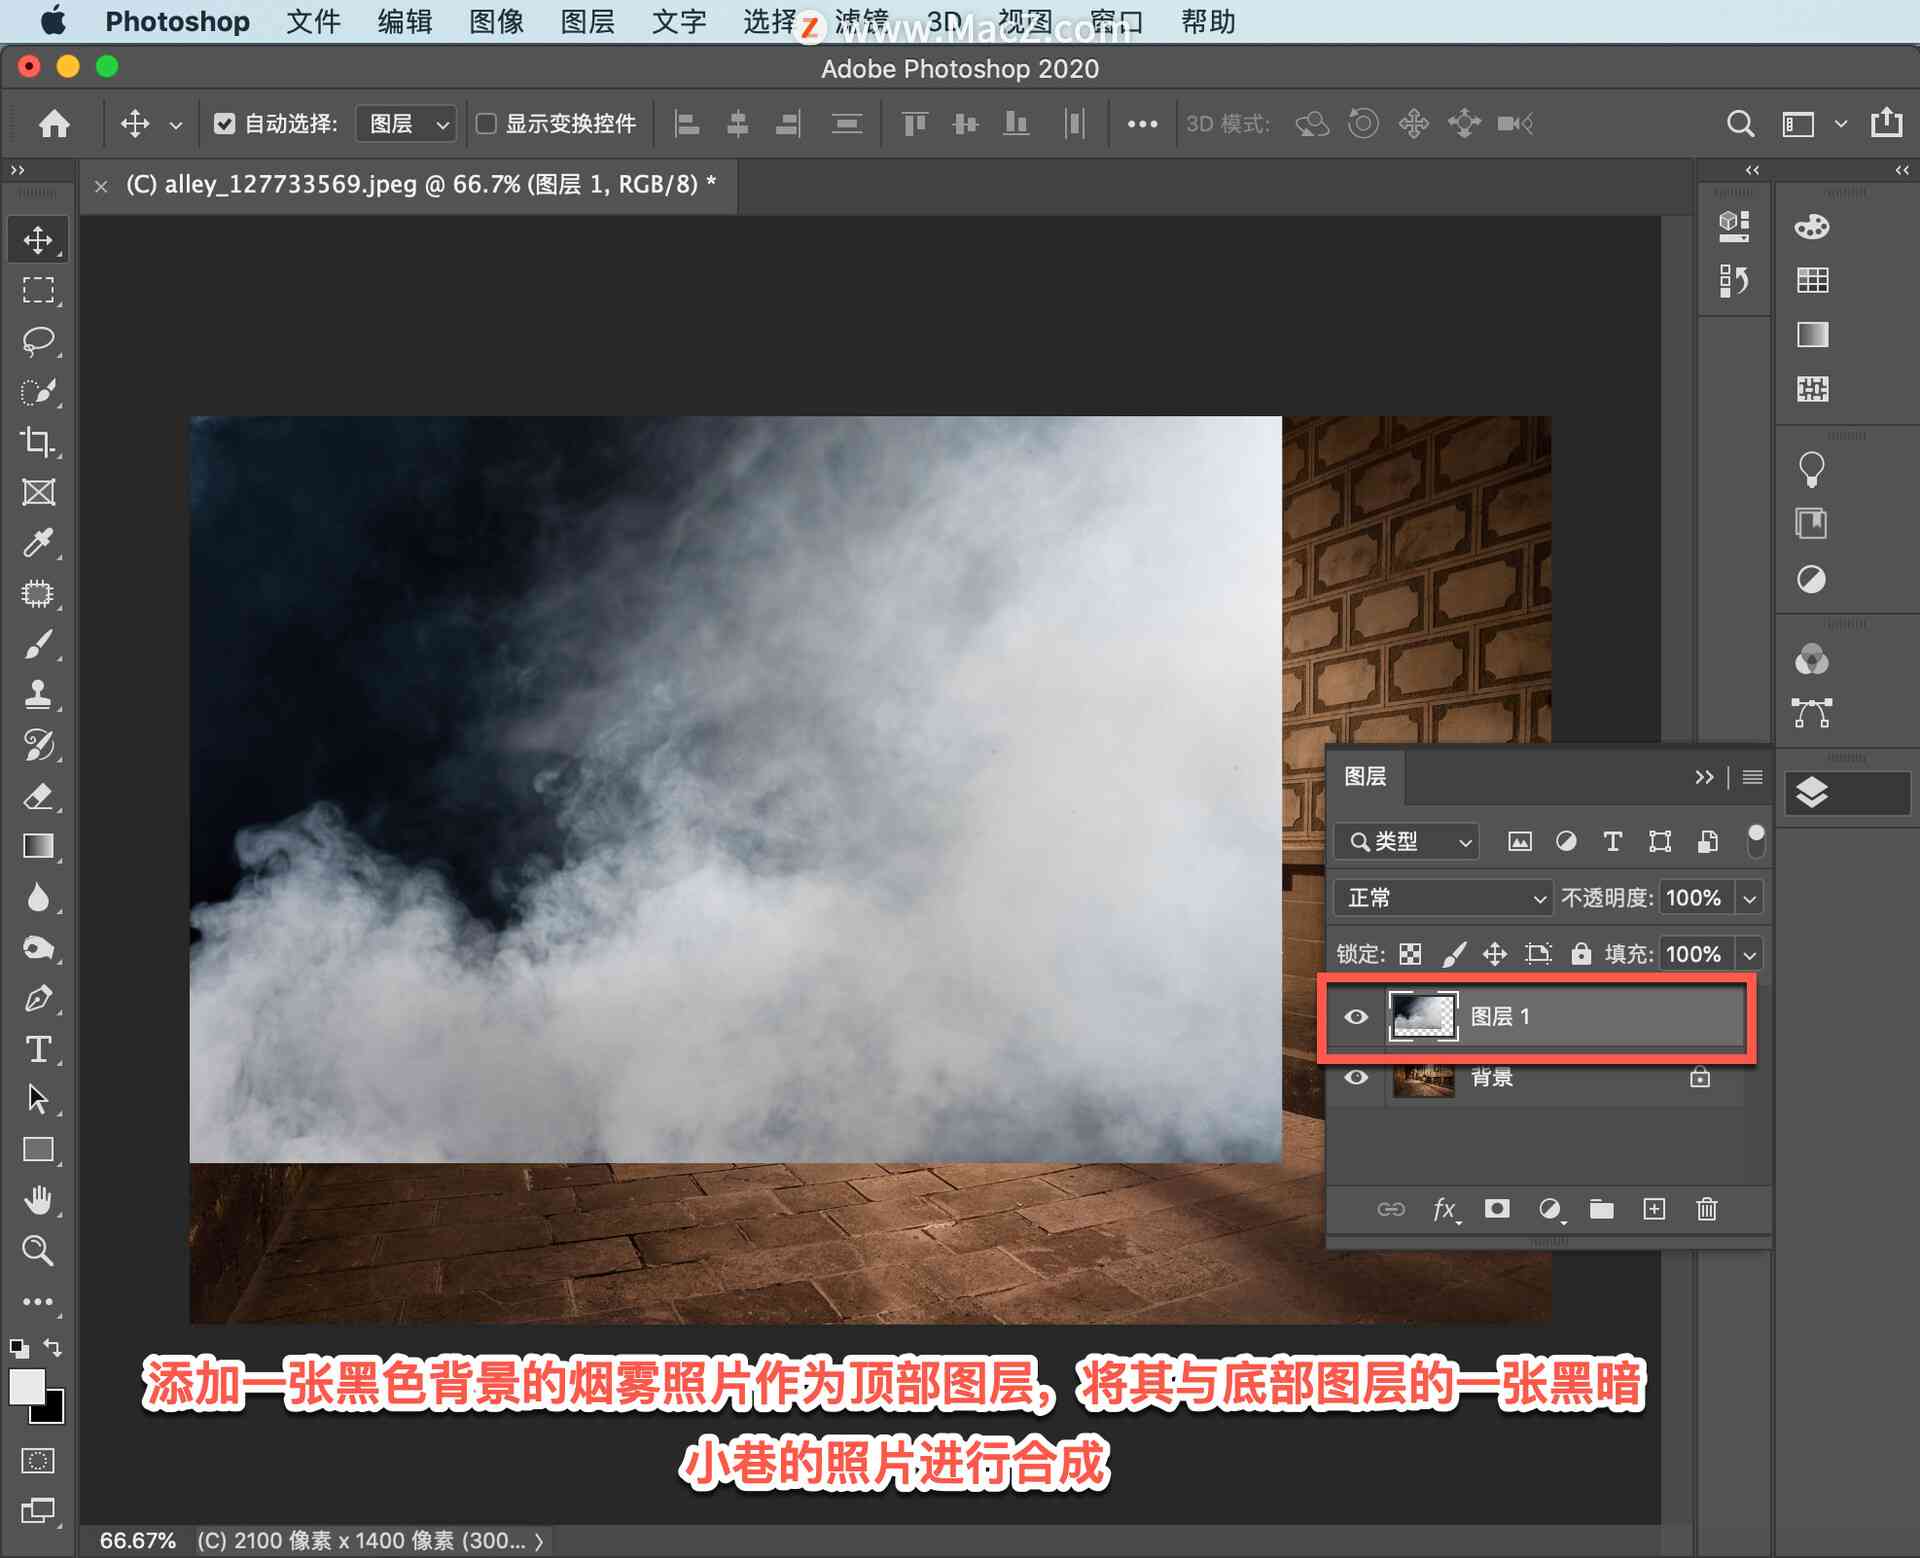 Photoshop 文件 编辑 图像 图层 文字 选择 滤镜 3D 视图 窗口 帮助
Z www.MacZ.com
Adobe Photoshop 2020
自动选择: 图层 显示变换控件 3D 模式:
(C) alley_127733569.jpeg @ 66.7% (图层 1, RGB/8) *
图层
类型
正常 不透明度: 100%
锁定: 填充: 100%
图层 1
背景
fx
添加一张黑色背景的烟雾照片作为顶部图层，将其与底部图层的一张黑暗
小巷的照片进行合成
66.67% (C) 2100 像素 x 1400 像素 (300...